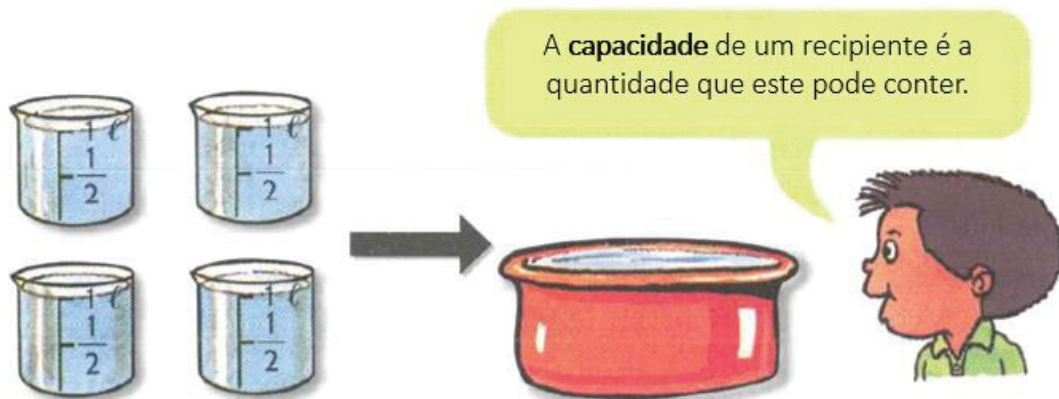 A capacidade de um recipiente é a
quantidade que este pode conter.
1 ℓ
1
2
1 ℓ
1
2
1 ℓ
1
2
1 ℓ
1
2